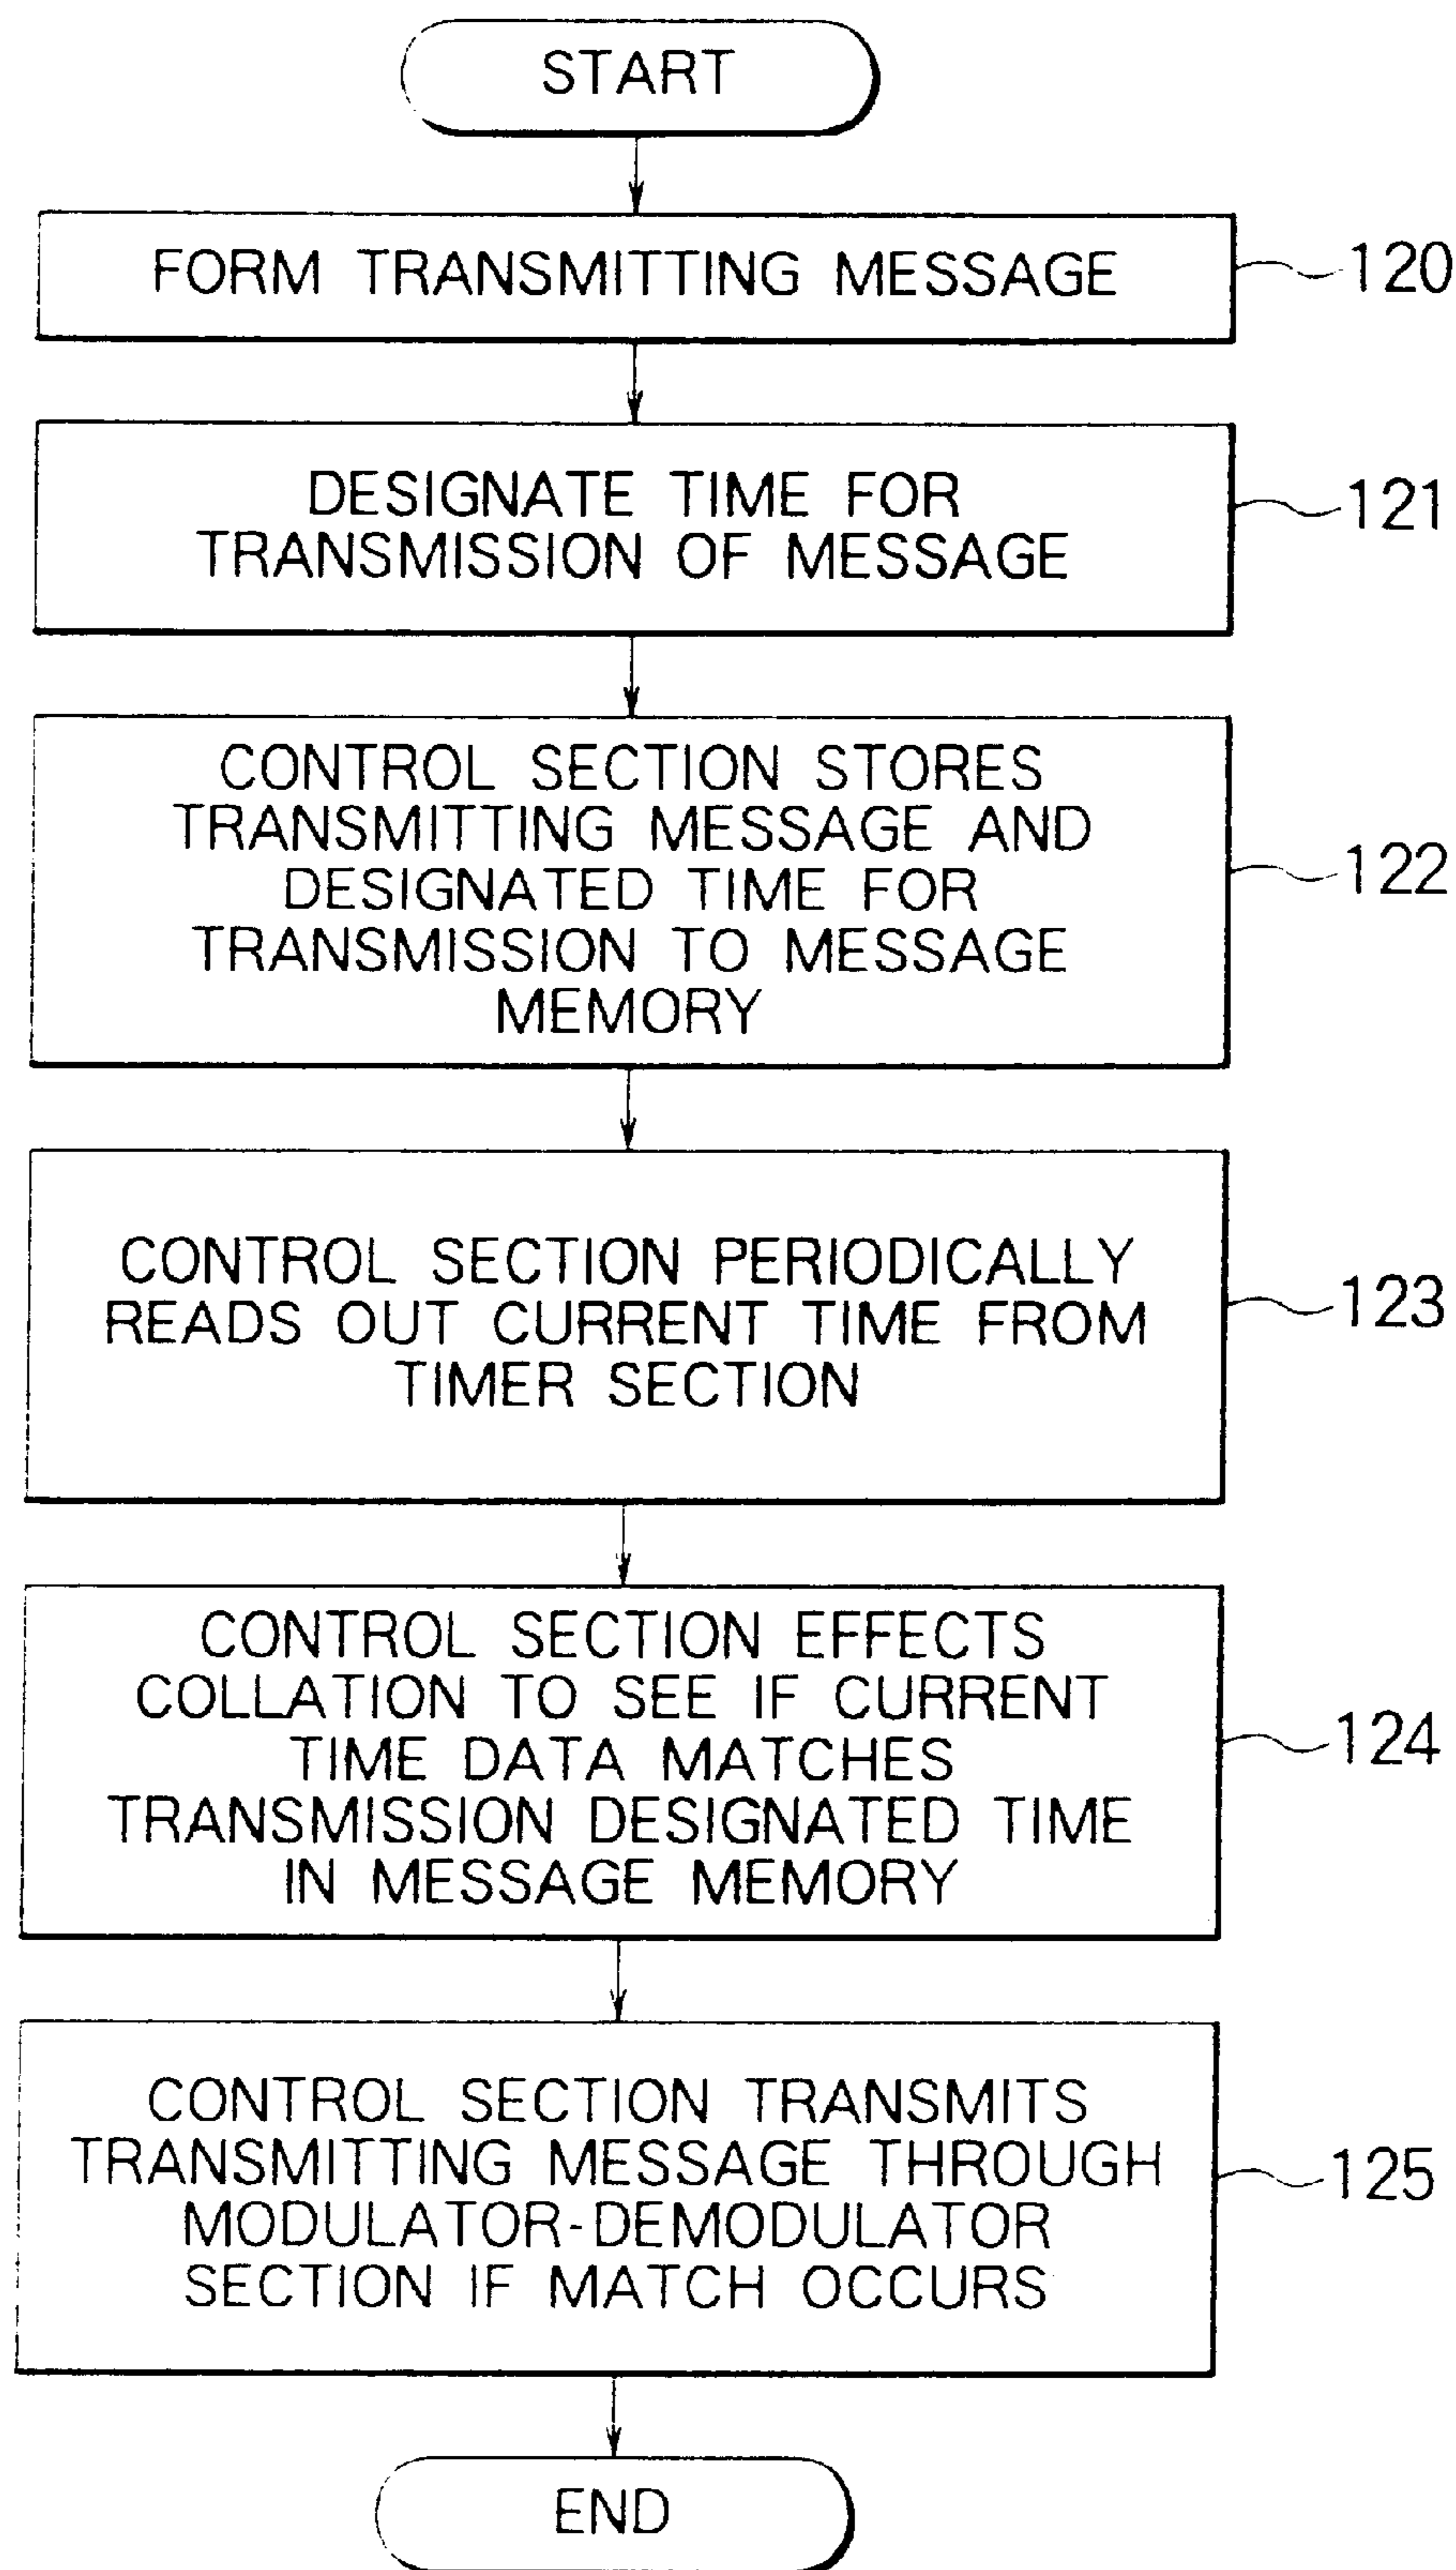 START
FORM TRANSMITTING MESSAGE
120
DESIGNATE TIME FOR
TRANSMISSION OF MESSAGE
121
CONTROL SECTION STORES
TRANSMITTING MESSAGE AND
DESIGNATED TIME FOR
TRANSMISSION TO MESSAGE
MEMORY
122
CONTROL SECTION PERIODICALLY
READS OUT CURRENT TIME FROM
TIMER SECTION
123
CONTROL SECTION EFFECTS
COLLATION TO SEE IF CURRENT
TIME DATA MATCHES
TRANSMISSION DESIGNATED TIME
IN MESSAGE MEMORY
124
CONTROL SECTION TRANSMITS
TRANSMITTING MESSAGE THROUGH
MODULATOR-DEMODULATOR
SECTION IF MATCH OCCURS
125
END